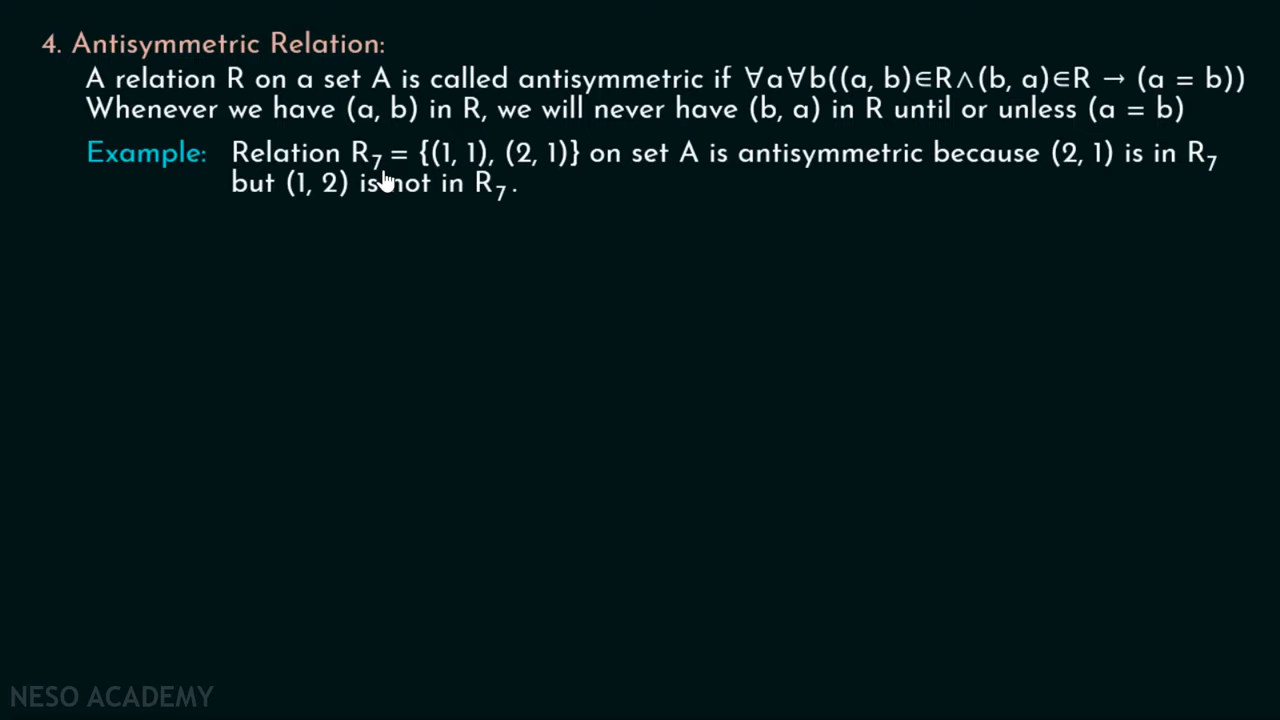 4. Antisymmetric Relation:
A relation R on a set A is called antisymmetric if ∀a∀b((a, b)∈R∧(b, a)∈R → (a = b))
Whenever we have (a, b) in R, we will never have (b, a) in R until or unless (a = b)
Example: Relation R₇ = {(1, 1), (2, 1)} on set A is antisymmetric because (2, 1) is in R₇
but (1, 2) is not in R₇.
NESO ACADEMY